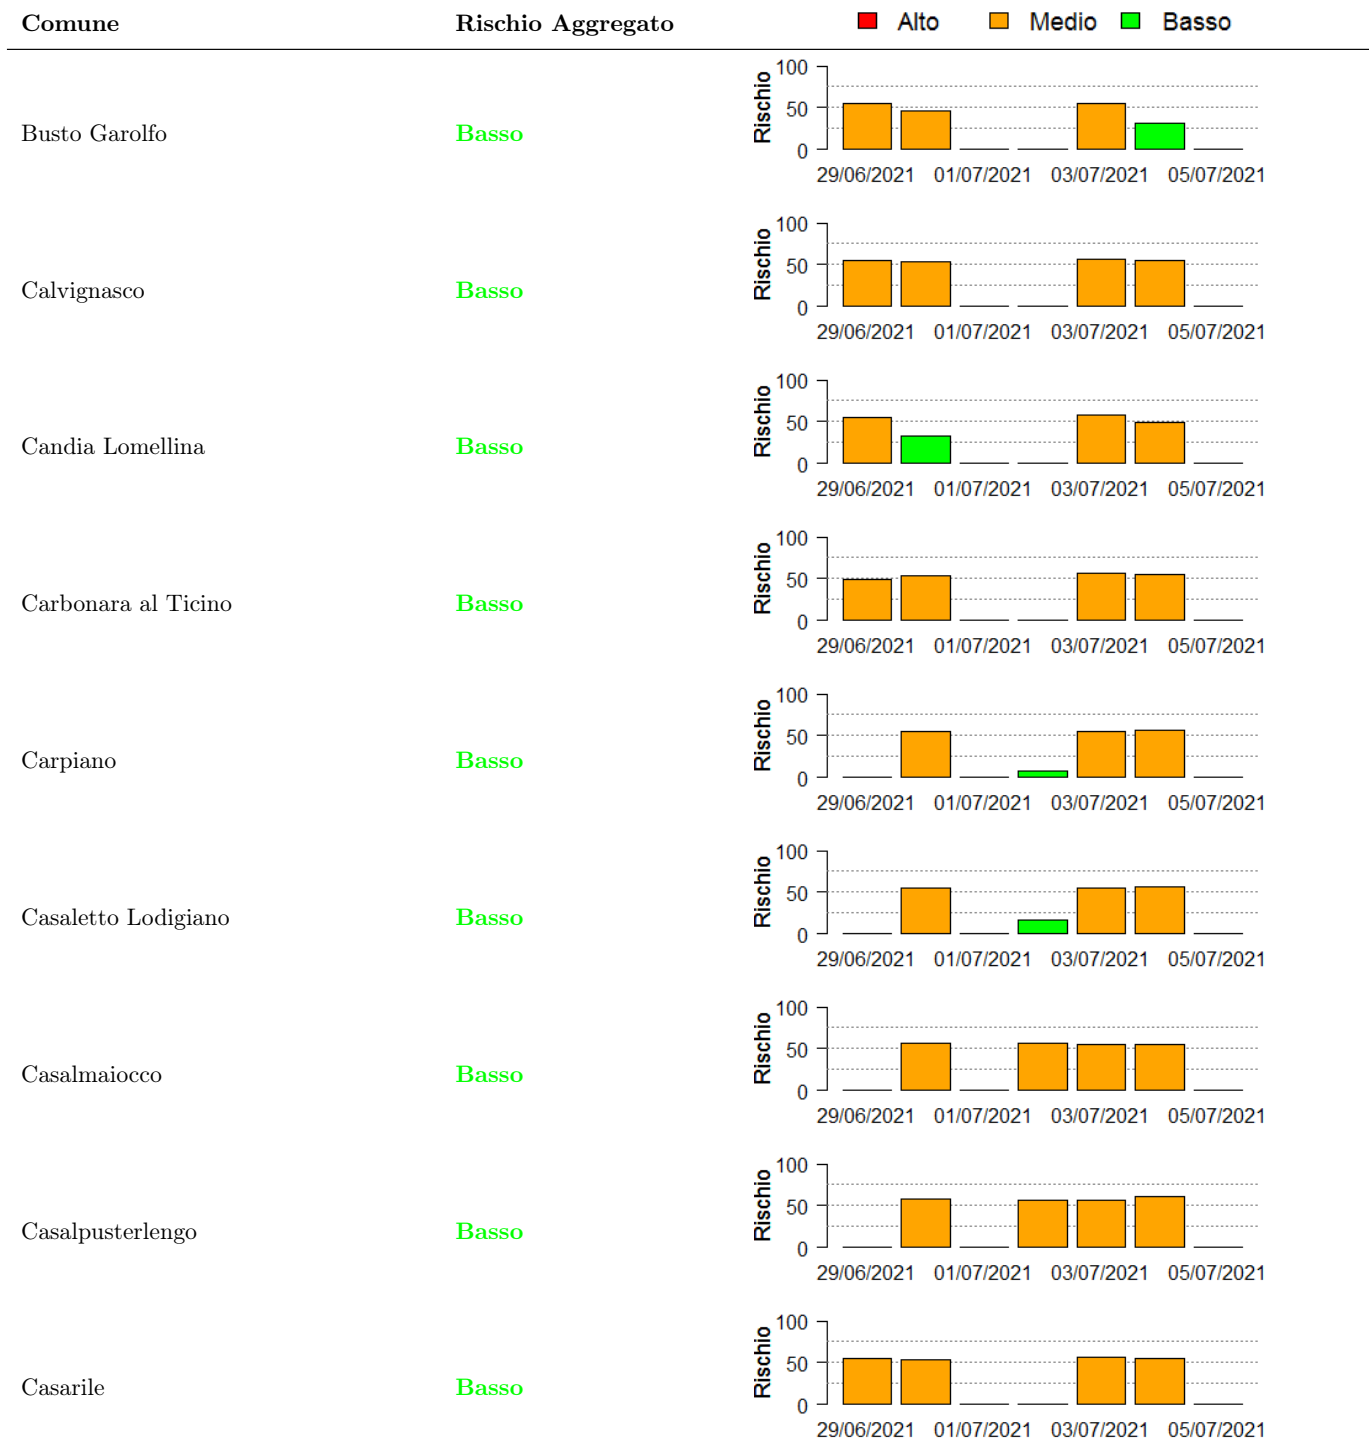 Comune Rischio Aggregato Alto Medio Basso
100
50
0
Rischio
Busto Garolfo Basso
29/06/2021 01/07/2021 03/07/2021 05/07/2021
100
50
0
Rischio
Calvignasco Basso
29/06/2021 01/07/2021 03/07/2021 05/07/2021
100
50
0
Rischio
Candia Lomellina Basso
29/06/2021 01/07/2021 03/07/2021 05/07/2021
100
50
0
Rischio
Carbonara al Ticino Basso
29/06/2021 01/07/2021 03/07/2021 05/07/2021
100
50
0
Rischio
Carpiano Basso
29/06/2021 01/07/2021 03/07/2021 05/07/2021
100
50
0
Rischio
Casaletto Lodigiano Basso
29/06/2021 01/07/2021 03/07/2021 05/07/2021
100
50
0
Rischio
Casalmaiocco Basso
29/06/2021 01/07/2021 03/07/2021 05/07/2021
100
50
0
Rischio
Casalpusterlengo Basso
29/06/2021 01/07/2021 03/07/2021 05/07/2021
100
50
0
Rischio
Casarile Basso
29/06/2021 01/07/2021 03/07/2021 05/07/2021